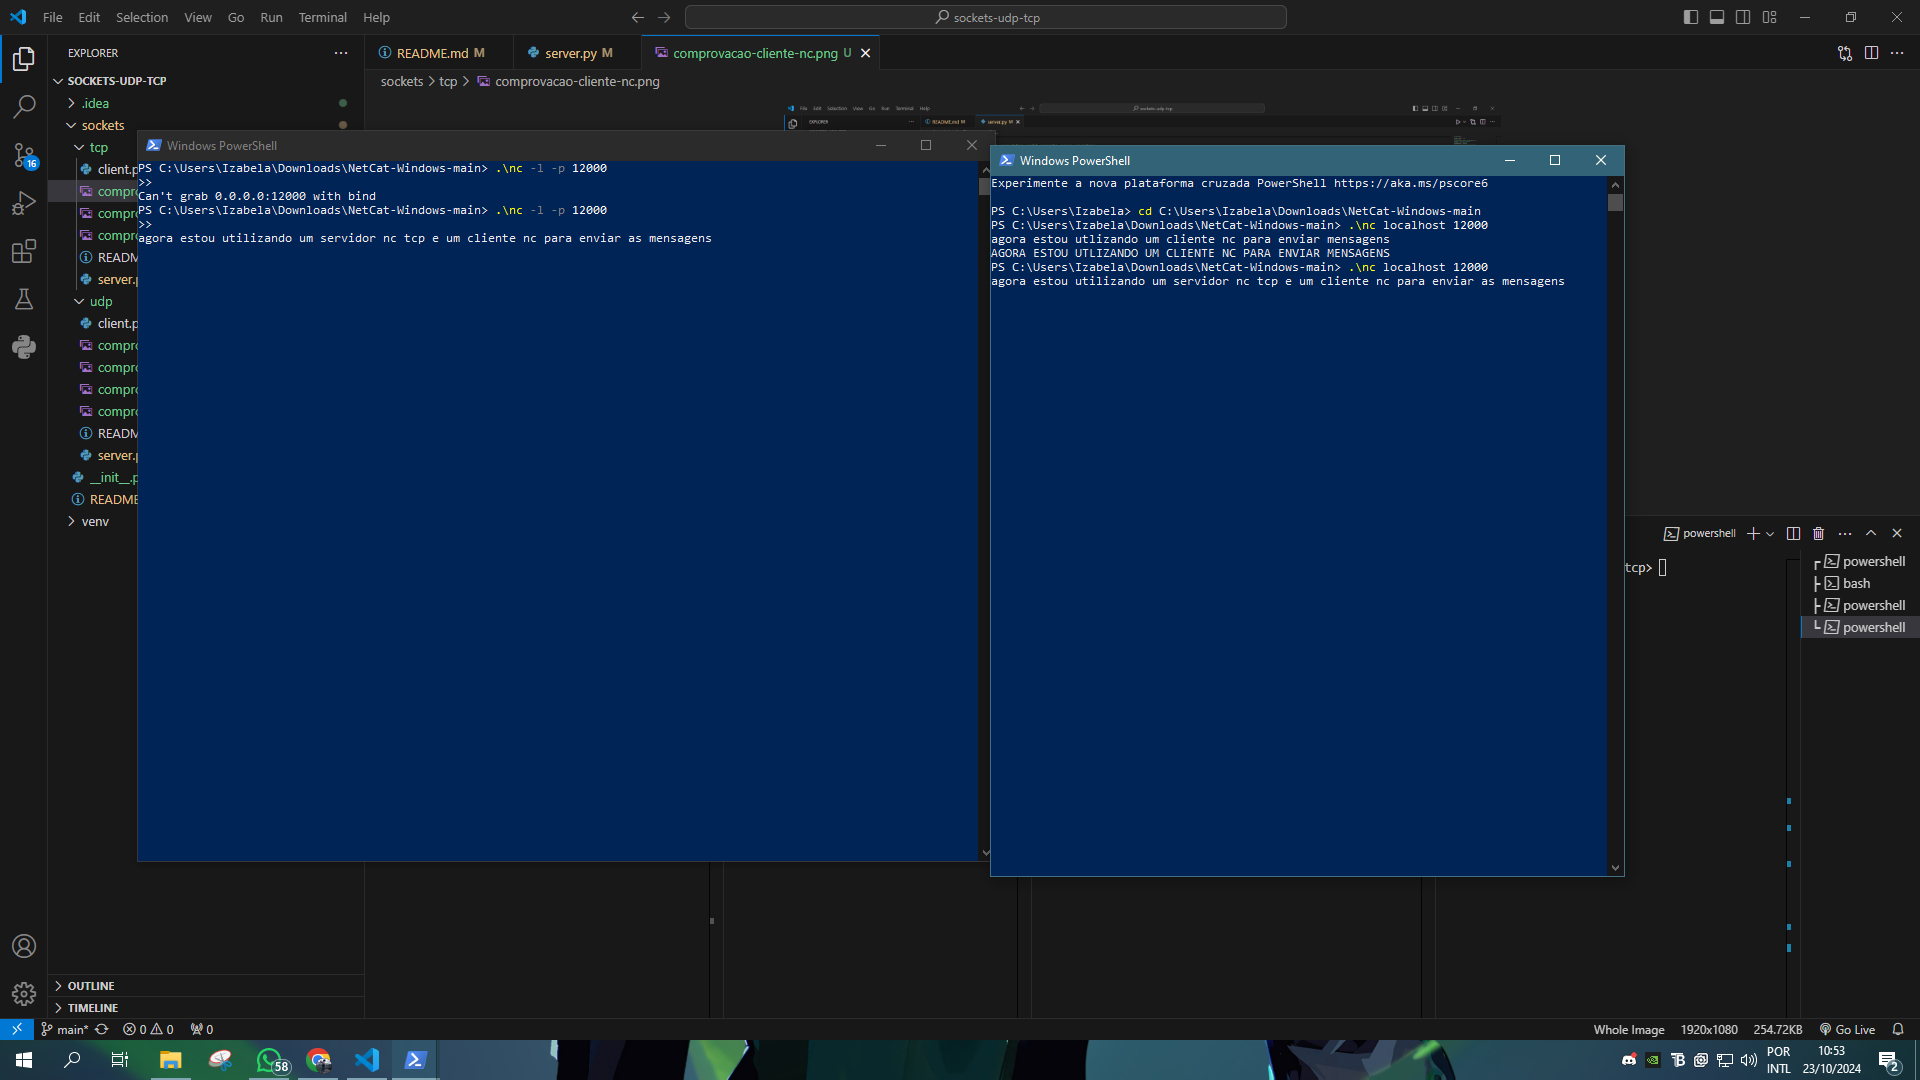 File Edit Selection View Go Run Terminal Help
sockets-udp-tcp
EXPLORER
README.md M
server.py M
comprovacao-cliente-nc.png U
SOCKETS-UDP-TCP
sockets > tcp > comprovacao-cliente-nc.png
.idea
sockets
tcp
client.p
compro
compro
compro
READM
server.
udp
client.p
compro
compro
compro
compro
READM
server.p
__init__.p
README
venv
16
Windows PowerShell
PS C:\Users\Izabela\Downloads\NetCat-Windows-main> .\nc -l -p 12000
>>
Can't grab 0.0.0.0:12000 with bind
PS C:\Users\Izabela\Downloads\NetCat-Windows-main> .\nc -l -p 12000
>>
agora estou utilizando um servidor nc tcp e um cliente nc para enviar as mensagens
Windows PowerShell
Experimente a nova plataforma cruzada PowerShell https://aka.ms/pscore6
PS C:\Users\Izabela> cd C:\Users\Izabela\Downloads\NetCat-Windows-main
PS C:\Users\Izabela\Downloads\NetCat-Windows-main> .\nc localhost 12000
agora estou utlizando um cliente nc para enviar mensagens
AGORA ESTOU UTLIZANDO UM CLIENTE NC PARA ENVIAR MENSAGENS
PS C:\Users\Izabela\Downloads\NetCat-Windows-main> .\nc localhost 12000
agora estou utilizando um servidor nc tcp e um cliente nc para enviar as mensagens
powershell
tcp>
powershell
bash
powershell
powershell
OUTLINE
TIMELINE
main* 0 0 0
Whole Image 1920x1080 254.72KB Go Live
58
POR
INTL
10:53
23/10/2024
2